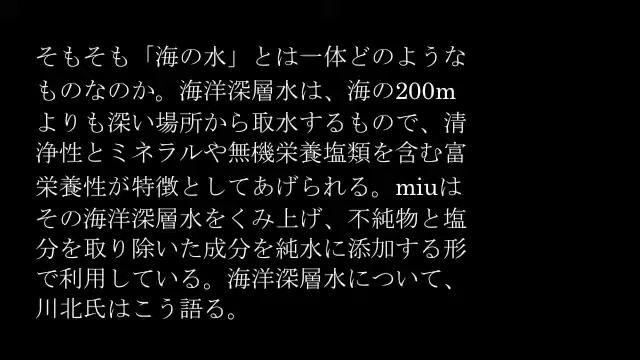 そもそも「海の水」とは一体どのような
ものなのか。海洋深層水は、海の200m
よりも深い場所から取水するもので、清
浄性とミネラルや無機栄養塩類を含む富
栄養性が特徴としてあげられる。miuは
その海洋深層水をくみ上げ、不純物と塩
分を取り除いた成分を純水に添加する形
で利用している。海洋深層水について、
川北氏はこう語る。